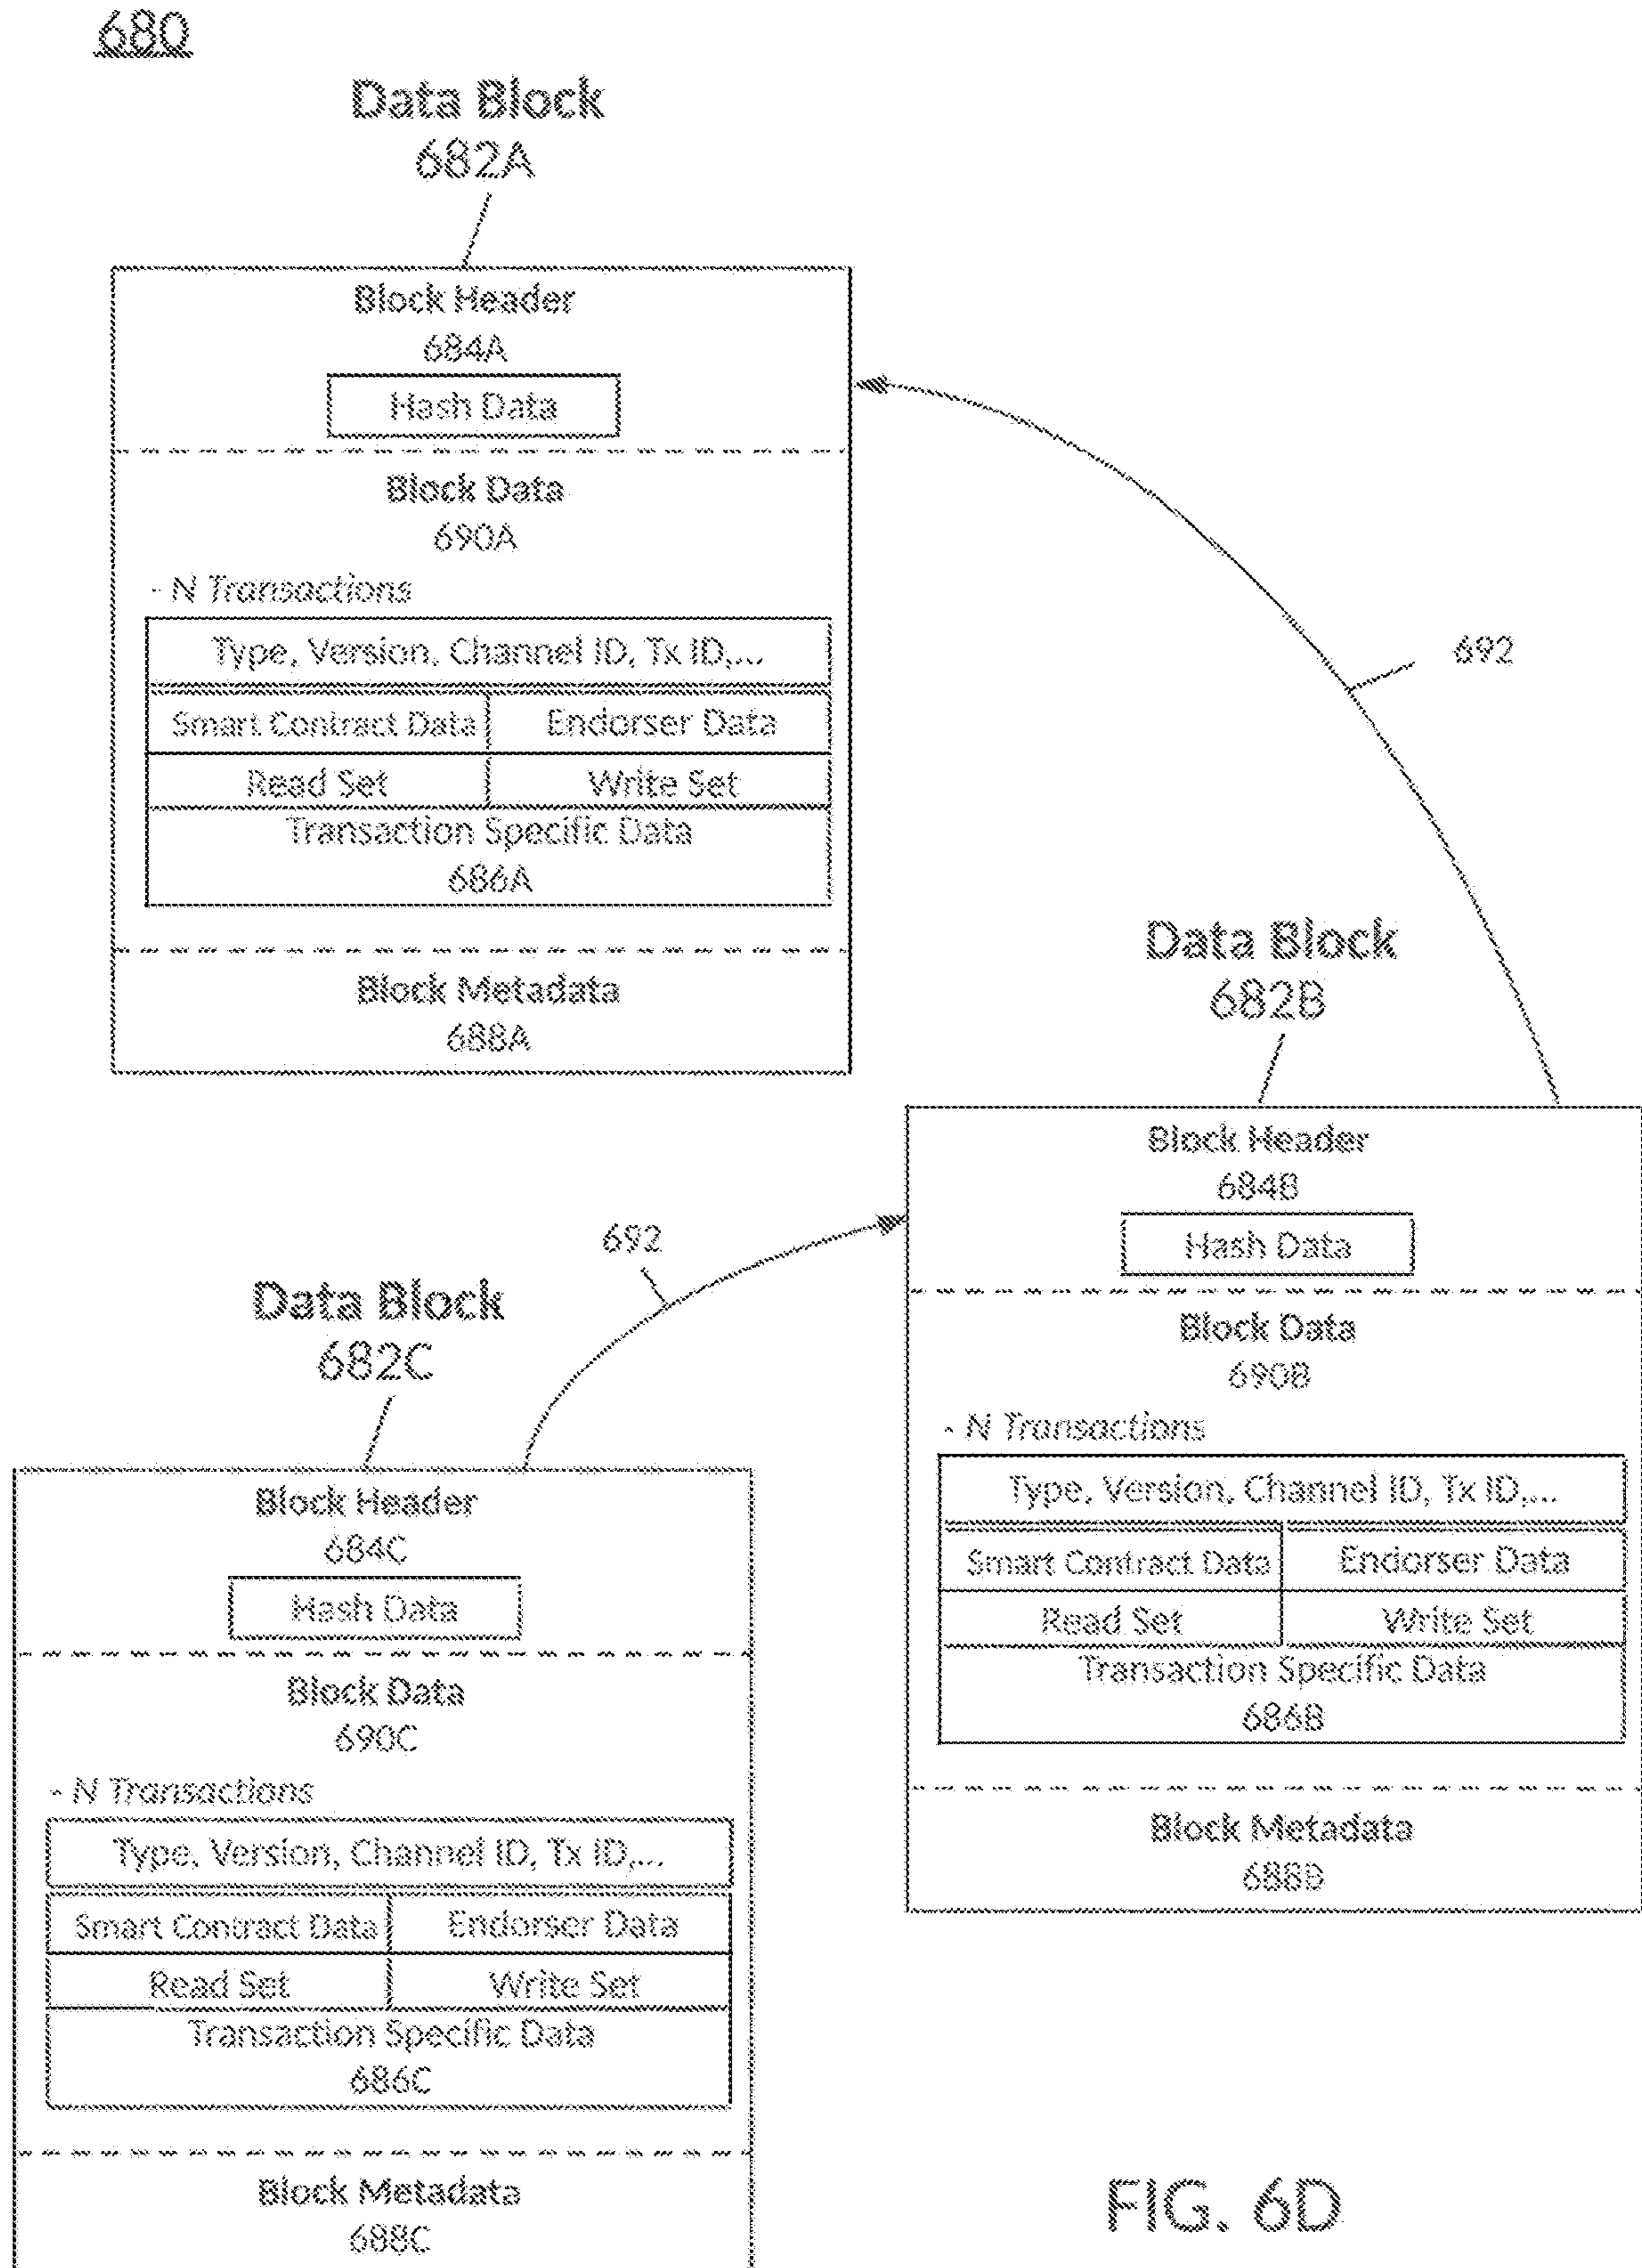 680
Data Block
682A
Block Header
684A
Hash Data
Block Data
690A
- N Transactions
Type, Version, Channel ID, Tx ID,...
Smart Contract Data Endorser Data
Read Set Write Set
Transaction Specific Data
686A
Block Metadata
688A
692
Data Block
682B
Block Header
684B
Hash Data
Block Data
690B
- N Transactions
Type, Version, Channel ID, Tx ID,...
Smart Contract Data Endorser Data
Read Set Write Set
Transaction Specific Data
686B
Block Metadata
688B
692
Data Block
682C
Block Header
684C
Hash Data
Block Data
690C
- N Transactions
Type, Version, Channel ID, Tx ID,...
Smart Contract Data Endorser Data
Read Set Write Set
Transaction Specific Data
686C
Block Metadata
688C
FIG. 6D